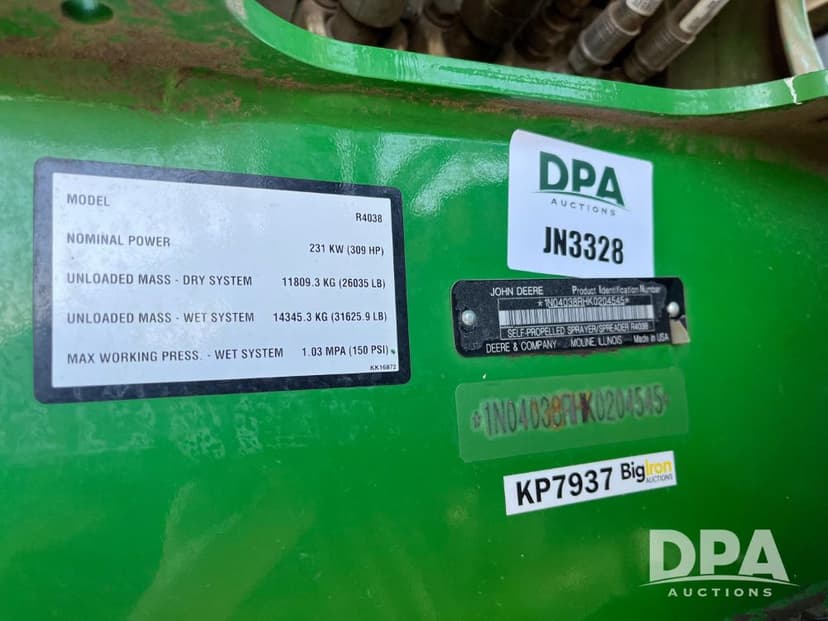 MODEL
R4038
NOMINAL POWER
231 KW (309 HP)
UNLOADED MASS - DRY SYSTEM 11809.3 KG (26035 LB)
UNLOADED MASS - WET SYSTEM 14345.3 KG (31625.9 LB)
MAX WORKING PRESS. - WET SYSTEM 1.03 MPA (150 PSI)
KK16872
DPA
AUCTIONS
JN3328
JOHN DEERE Product Identification Number
*1N04038RHK0204545*
SELF-PROPELLED SPRAYER/SPREADER R4038
DEERE & COMPANY MOLINE, ILLINOIS Made in USA
*1N04038RHK0204545*
KP7937 BigIron
AUCTIONS
DPA
AUCTIONS